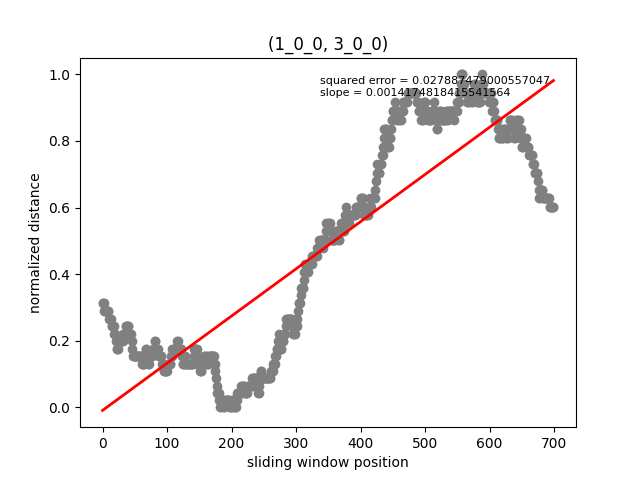 (1_0_0, 3_0_0)
squared error = 0.027887479000557047
slope = 0.0014174818415541564
normalized distance
1.0
0.8
0.6
0.4
0.2
0.0
0 100 200 300 400 500 600 700
sliding window position